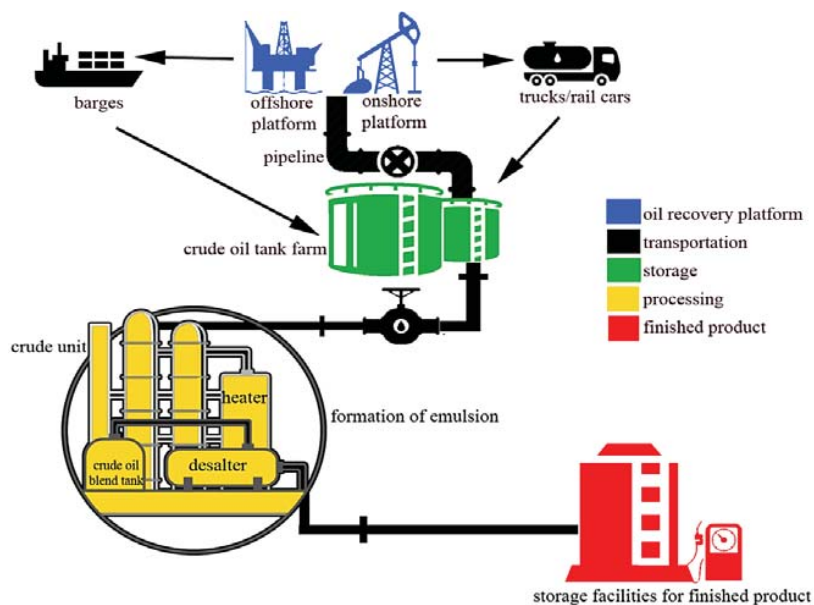 barges
offshore
platform
onshore
platform
trucks/rail cars
pipeline
crude oil tank farm
oil recovery platform
transportation
storage
processing
finished product
crude unit
heater
formation of emulsion
crude oil
blend tank
desalter
storage facilities for finished product